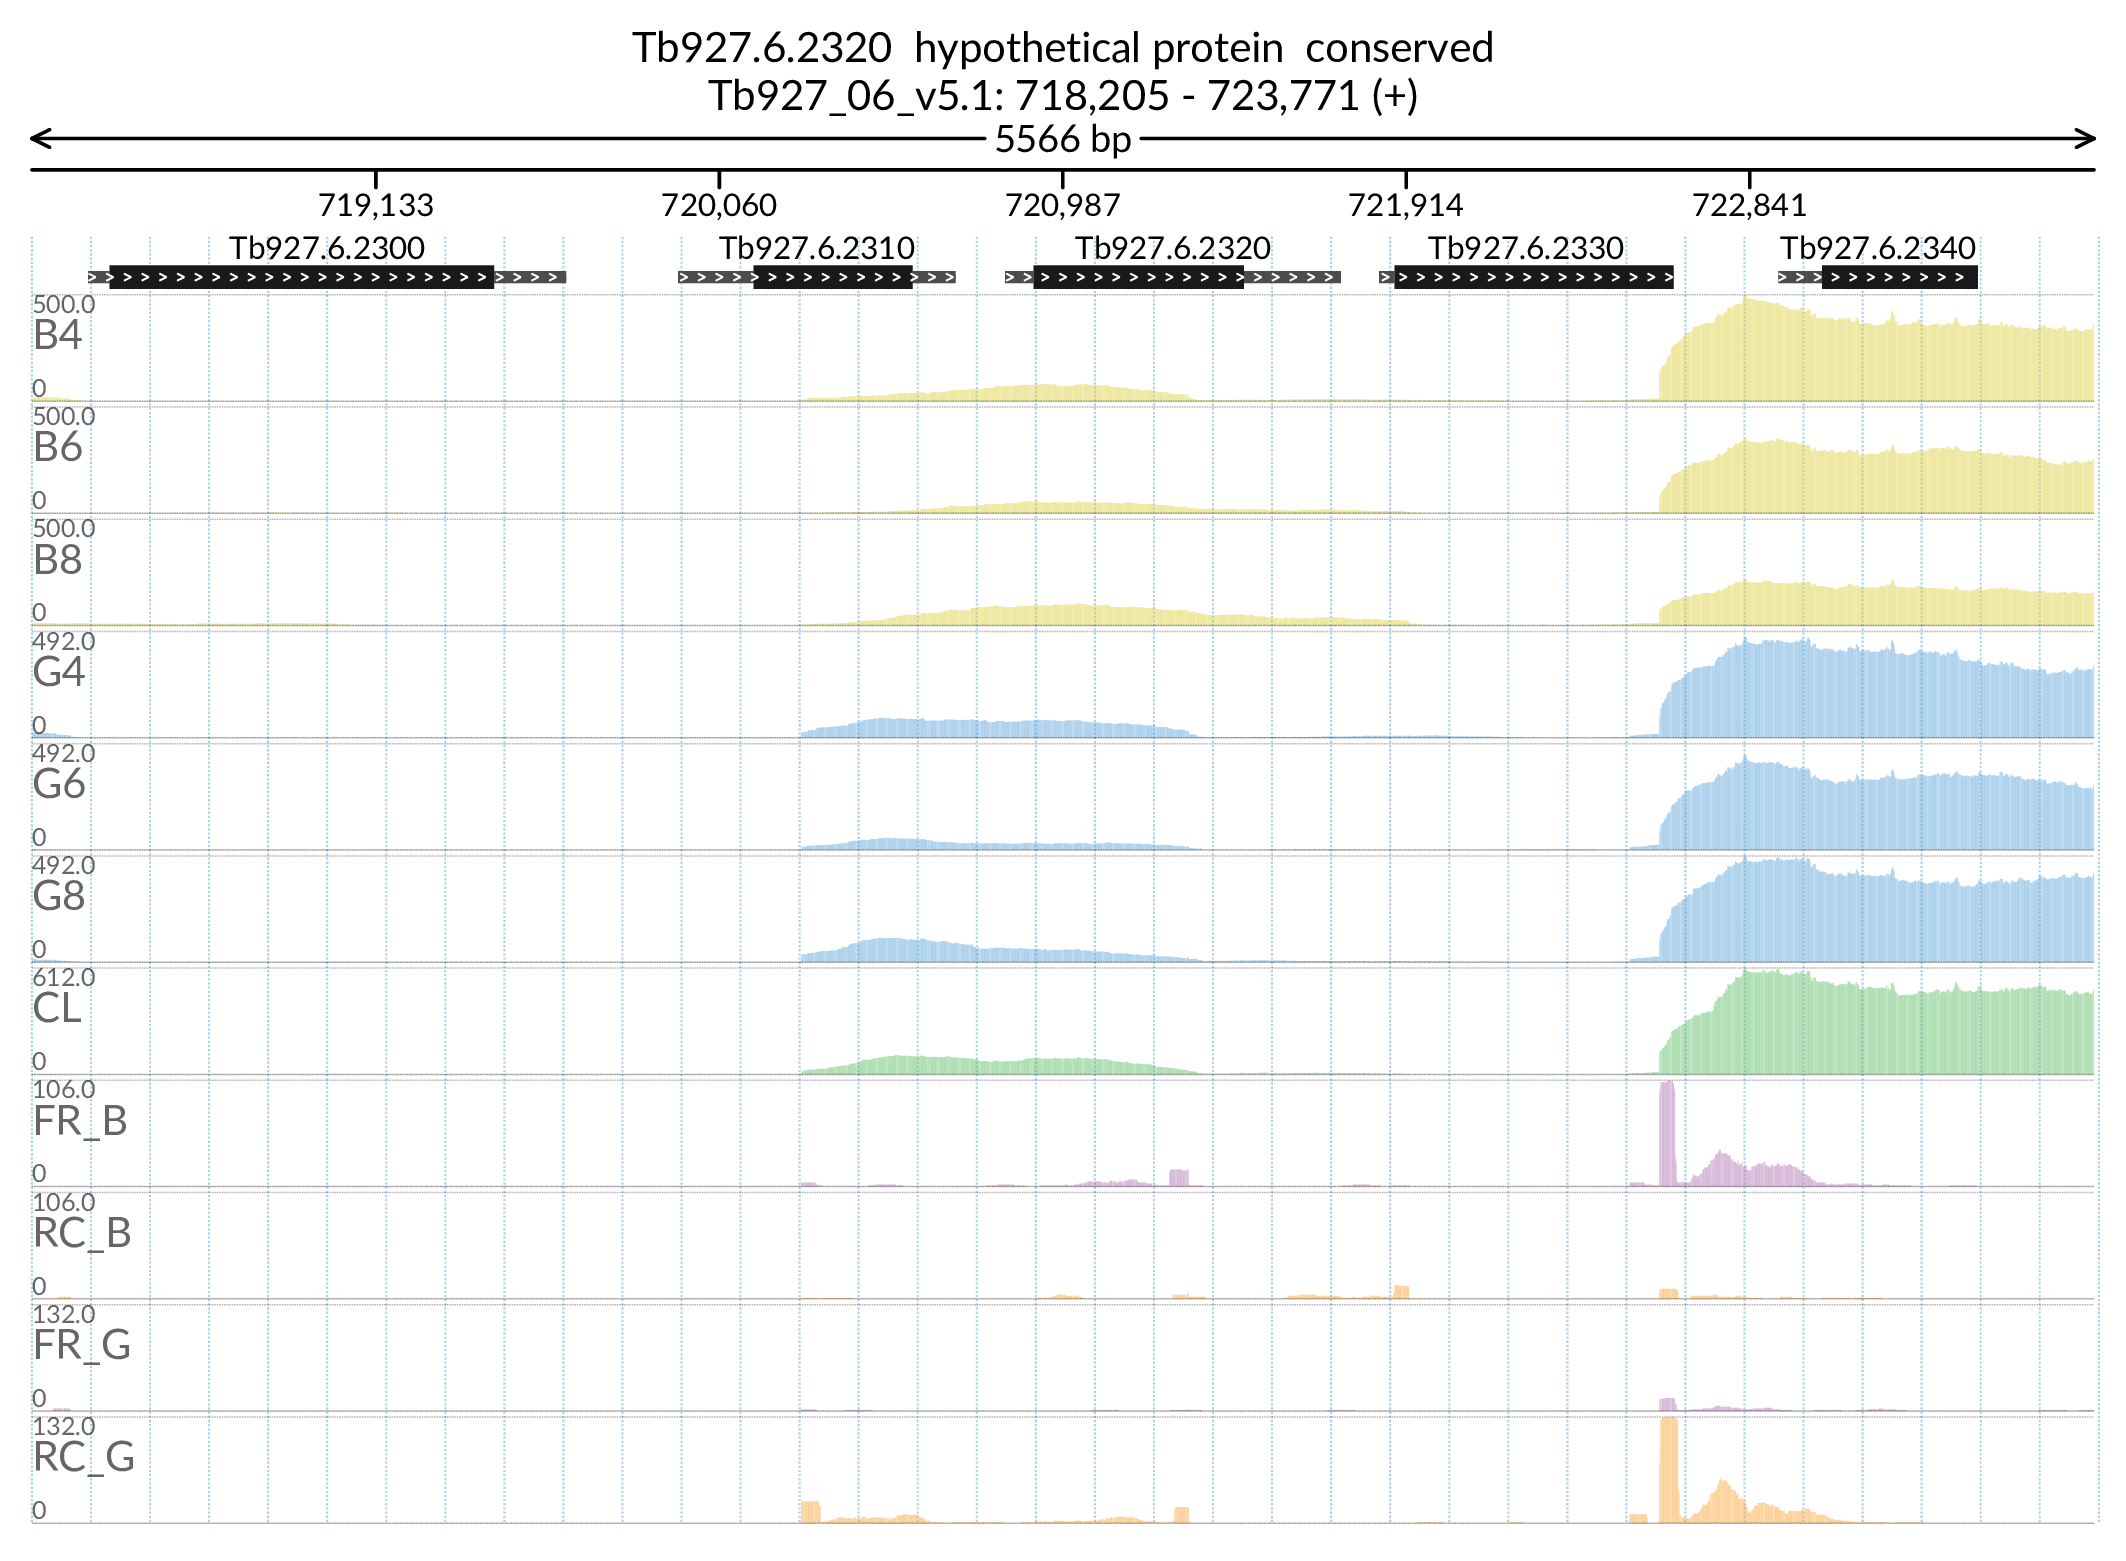 Tb927.6.2320  hypothetical protein  conserved
Tb927_06_v5.1: 718,205 - 723,771 (+)
5566 bp
719,133 720,060 720,987 721,914 722,841
Tb927.6.2300 Tb927.6.2310 Tb927.6.2320 Tb927.6.2330 Tb927.6.2340
500.0
B4
0
500.0
B6
0
500.0
B8
0
492.0
G4
0
492.0
G6
0
492.0
G8
0
612.0
CL
0
106.0
FR_B
0
106.0
RC_B
0
132.0
FR_G
0
132.0
RC_G
0